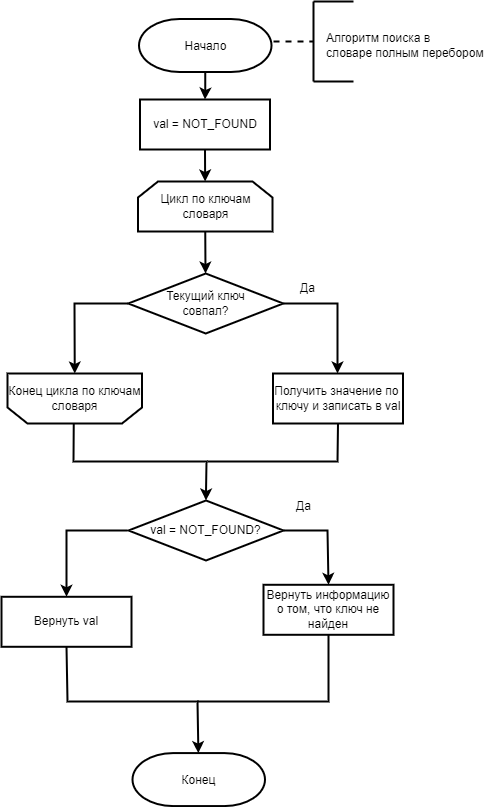 Начало
Алгоритм поиска в
словаре полным перебором
val = NOT_FOUND
Цикл по ключам
словаря
Текущий ключ
совпал?
Да
Конец цикла по ключам
словаря
Получить значение по
ключу и записать в val
val = NOT_FOUND?
Да
Вернуть val
Вернуть информацию
о том, что ключ не
найден
Конец